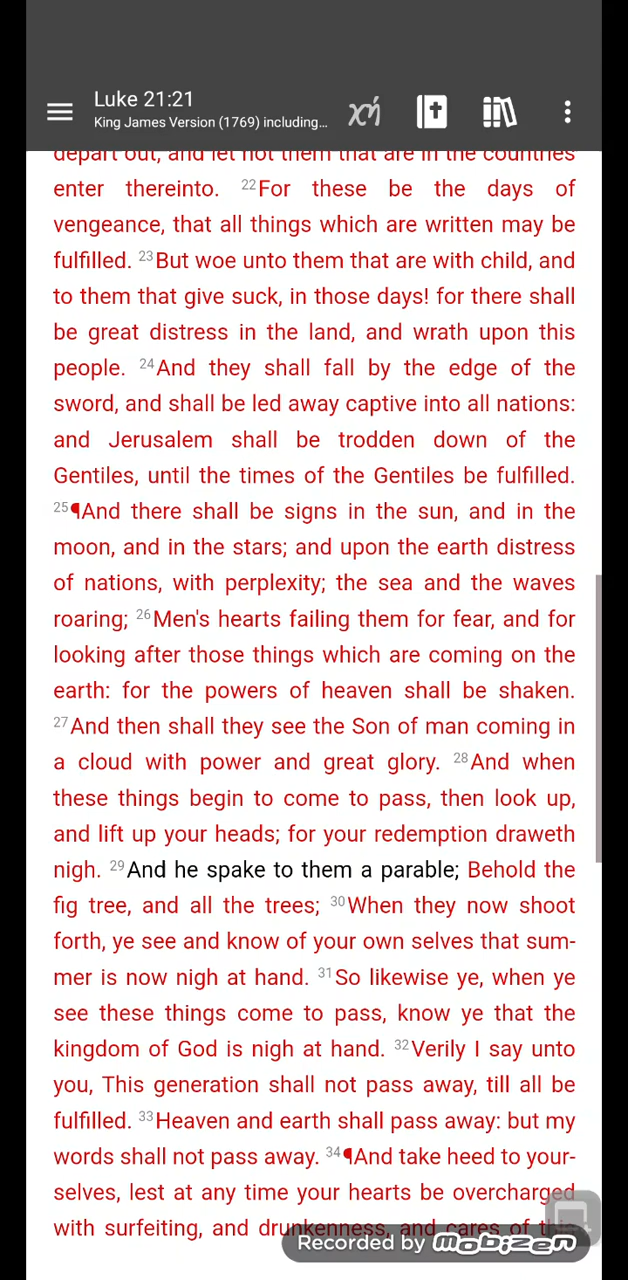 Luke 21:21
King James Version (1769) including...
χή
depart out, and let not them that are in the countries
enter thereinto. 22For these be the days of
vengeance, that all things which are written may be
fulfilled. 23But woe unto them that are with child, and
to them that give suck, in those days! for there shall
be great distress in the land, and wrath upon this
people. 24And they shall fall by the edge of the
sword, and shall be led away captive into all nations:
and Jerusalem shall be trodden down of the
Gentiles, until the times of the Gentiles be fulfilled.
25¶And there shall be signs in the sun, and in the
moon, and in the stars; and upon the earth distress
of nations, with perplexity; the sea and the waves
roaring; 26Men's hearts failing them for fear, and for
looking after those things which are coming on the
earth: for the powers of heaven shall be shaken.
27And then shall they see the Son of man coming in
a cloud with power and great glory. 28And when
these things begin to come to pass, then look up,
and lift up your heads; for your redemption draweth
nigh. 29And he spake to them a parable; Behold the
fig tree, and all the trees; 30When they now shoot
forth, ye see and know of your own selves that sum-
mer is now nigh at hand. 31So likewise ye, when ye
see these things come to pass, know ye that the
kingdom of God is nigh at hand. 32Verily I say unto
you, This generation shall not pass away, till all be
fulfilled. 33Heaven and earth shall pass away: but my
words shall not pass away. 34¶And take heed to your-
selves, lest at any time your hearts be overcharged
with surfeiting, and drunkenness, and cares of this
Recorded by mobizen